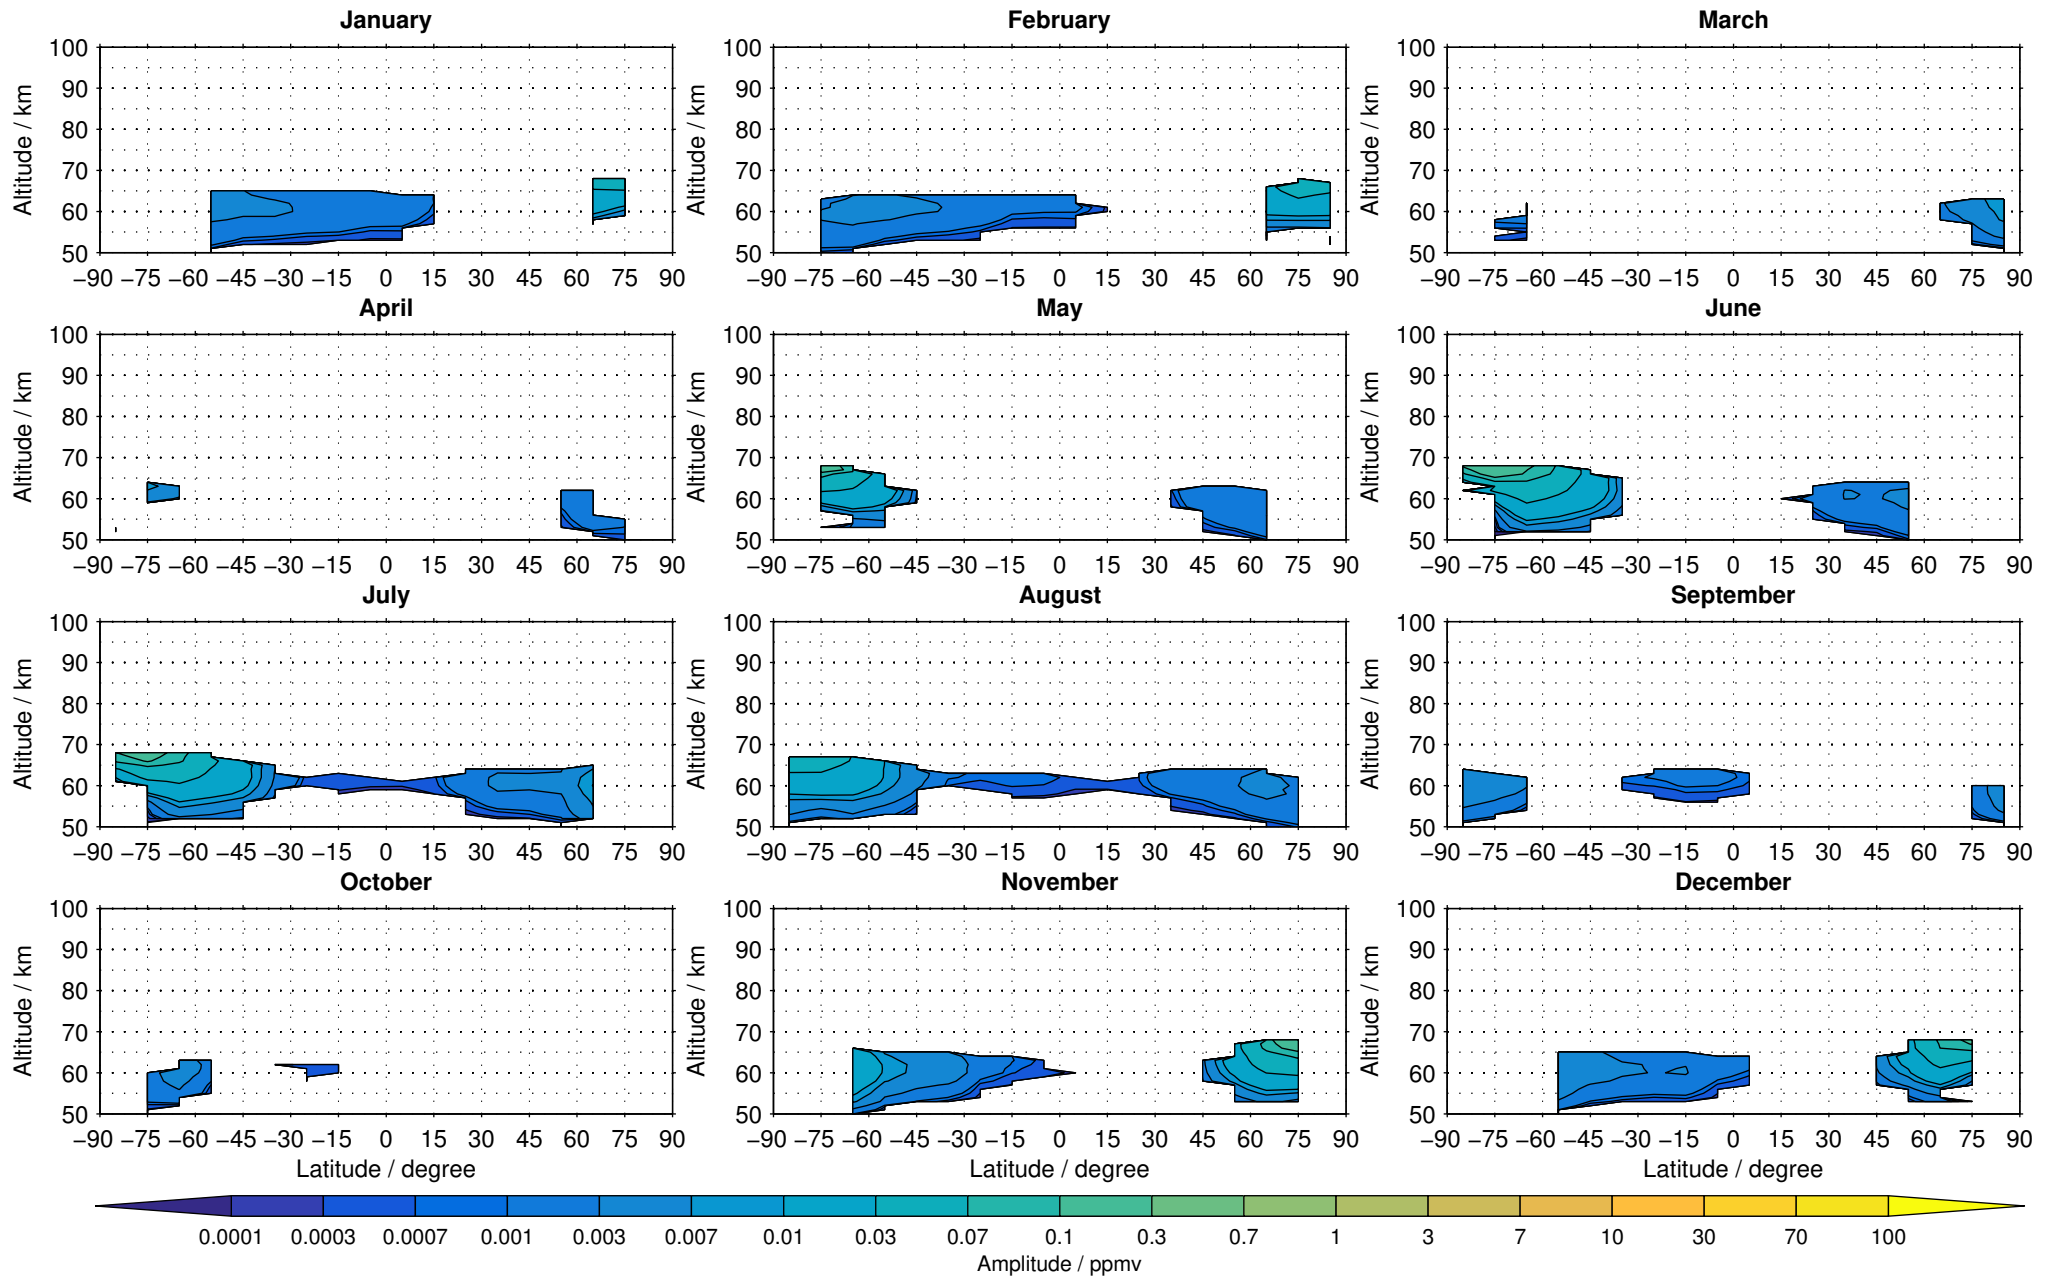 January February March
100 100 100
Altitude / km Altitude / km Altitude / km
90 90 90
80 80 80
70 70 70
60 60 60
50 50 50
−90 −75 −60 −45 −30 −15 0 15 30 45 60 75 90 −90 −75 −60 −45 −30 −15 0 15 30 45 60 75 90 −90 −75 −60 −45 −30 −15 0 15 30 45 60 75 90
April May June
100 100 100
Altitude / km Altitude / km Altitude / km
90 90 90
80 80 80
70 70 70
60 60 60
50 50 50
−90 −75 −60 −45 −30 −15 0 15 30 45 60 75 90 −90 −75 −60 −45 −30 −15 0 15 30 45 60 75 90 −90 −75 −60 −45 −30 −15 0 15 30 45 60 75 90
July August September
100 100 100
Altitude / km Altitude / km Altitude / km
90 90 90
80 80 80
70 70 70
60 60 60
50 50 50
−90 −75 −60 −45 −30 −15 0 15 30 45 60 75 90 −90 −75 −60 −45 −30 −15 0 15 30 45 60 75 90 −90 −75 −60 −45 −30 −15 0 15 30 45 60 75 90
October November December
100 100 100
Altitude / km Altitude / km Altitude / km
90 90 90
80 80 80
70 70 70
60 60 60
50 50 50
−90 −75 −60 −45 −30 −15 0 15 30 45 60 75 90 −90 −75 −60 −45 −30 −15 0 15 30 45 60 75 90 −90 −75 −60 −45 −30 −15 0 15 30 45 60 75 90
Latitude / degree Latitude / degree Latitude / degree
0.0001 0.0003 0.0007 0.001 0.003 0.007 0.01 0.03 0.07 0.1 0.3 0.7 1 3 7 10 30 70 100
Amplitude / ppmv